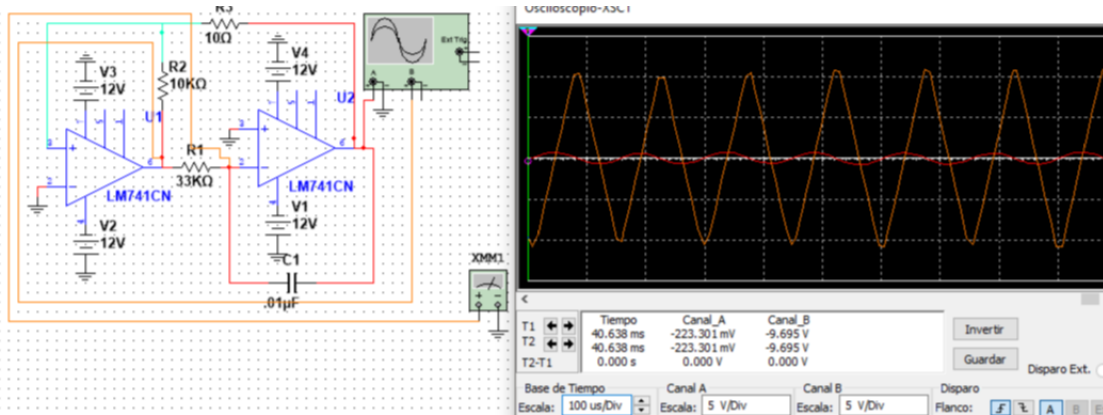 Osciloscopio-XSC1
R3
10Ω
V3
12V
R2
10KΩ
U1
V4
12V
U2
A
B
Ext Trig
R1
33KΩ
LM741CN
LM741CN
V2
12V
V1
12V
C1
.01µF
XMM1
T1
T2
T2-T1
Tiempo Canal_A Canal_B
40.638 ms -223.301 mV -9.695 V
40.638 ms -223.301 mV -9.695 V
0.000 s 0.000 V 0.000 V
Invertir
Guardar
Disparo Ext.
Base de Tiempo
Escala: 100 us/Div
Canal A
Escala: 5 V/Div
Canal B
Escala: 5 V/Div
Disparo
Flanco:
A
B